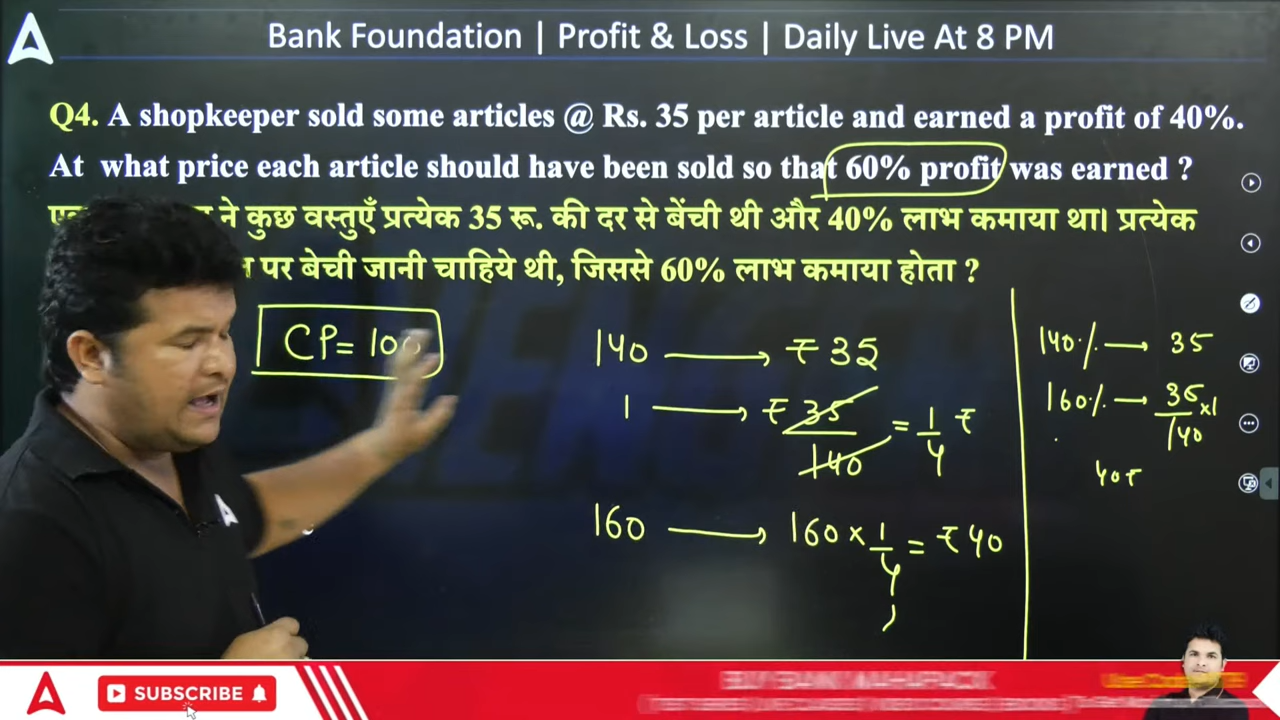 Bank Foundation | Profit & Loss | Daily Live At 8 PM
Q4. A shopkeeper sold some articles @ Rs. 35 per article and earned a profit of 40%.
At what price each article should have been sold so that 60% profit was earned ?
ने कुछ वस्तुएँ प्रत्येक 35 रू. की दर से बेंची थी और 40% लाभ कमाया था। प्रत्येक
पर बेची जानी चाहिये थी, जिससे 60% लाभ कमाया होता ?
CP = 100
140 → ₹ 35
1 → ₹ 35/140 = 1/4 ₹
160 → 160 × 1/4 = ₹ 40
140% → 35
160% → 35/140 × 1
40₹
SUBSCRIBE